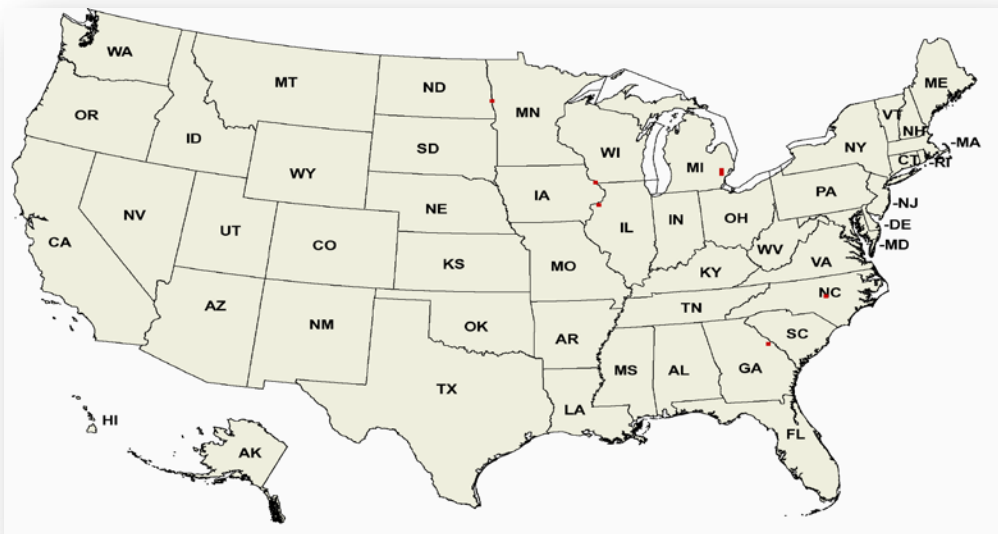 WA
MT
ND
MN
ME
OR
ID
VT
NH
SD
WI
MI
NY
-MA
CT
-RI
WY
IA
PA
NV
NE
-NJ
UT
CO
IL
IN
OH
-DE
CA
WV
-MD
KS
MO
KY
VA
AZ
NM
OK
TN
NC
AR
SC
TX
MS
AL
GA
LA
HI
FL
AK